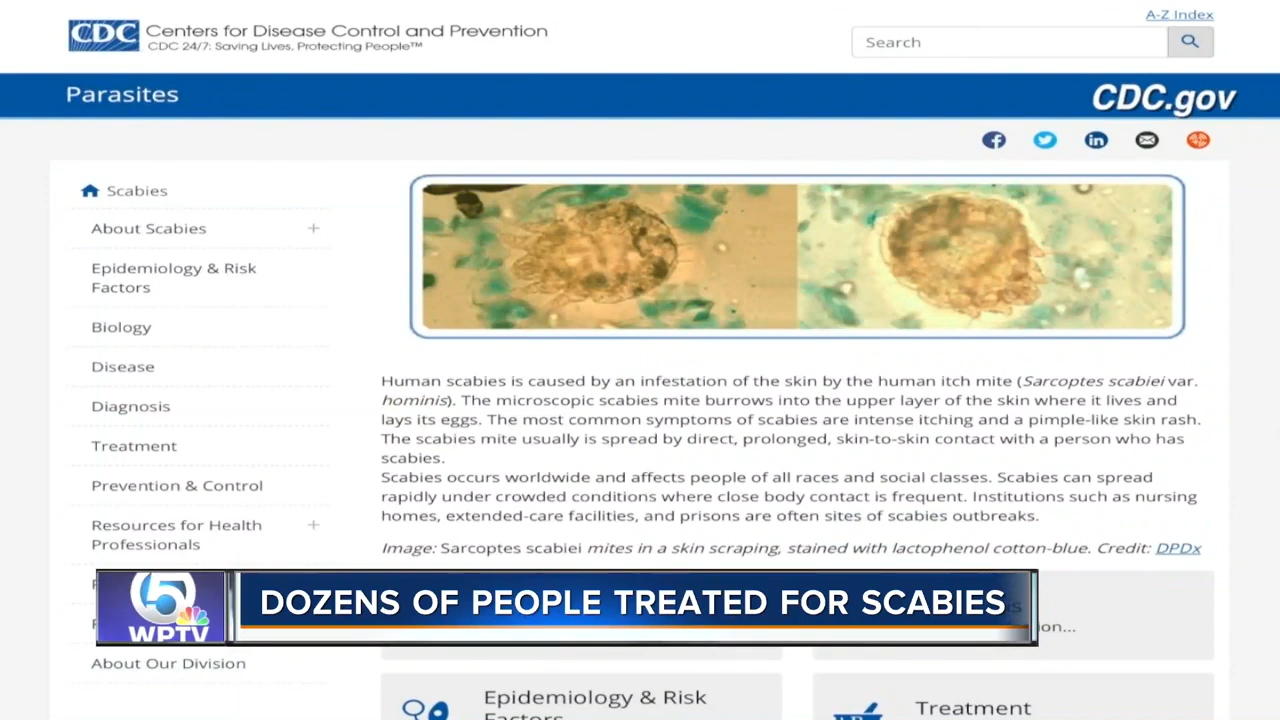 A-Z Index
CDC
Centers for Disease Control and Prevention
CDC 24/7: Saving Lives, Protecting People™
Search
Parasites
CDC.gov
Scabies
About Scabies
Epidemiology & Risk
Factors
Biology
Disease
Diagnosis
Treatment
Prevention & Control
Resources for Health
Professionals
About Our Division
Human scabies is caused by an infestation of the skin by the human itch mite (Sarcoptes scabiei var.
hominis). The microscopic scabies mite burrows into the upper layer of the skin where it lives and
lays its eggs. The most common symptoms of scabies are intense itching and a pimple-like skin rash.
The scabies mite usually is spread by direct, prolonged, skin-to-skin contact with a person who has
scabies.
Scabies occurs worldwide and affects people of all races and social classes. Scabies can spread
rapidly under crowded conditions where close body contact is frequent. Institutions such as nursing
homes, extended-care facilities, and prisons are often sites of scabies outbreaks.
Image: Sarcoptes scabiei mites in a skin scraping, stained with lactophenol cotton-blue. Credit: DPDx
5
WPTV
DOZENS OF PEOPLE TREATED FOR SCABIES
Epidemiology & Risk
Factors
Treatment